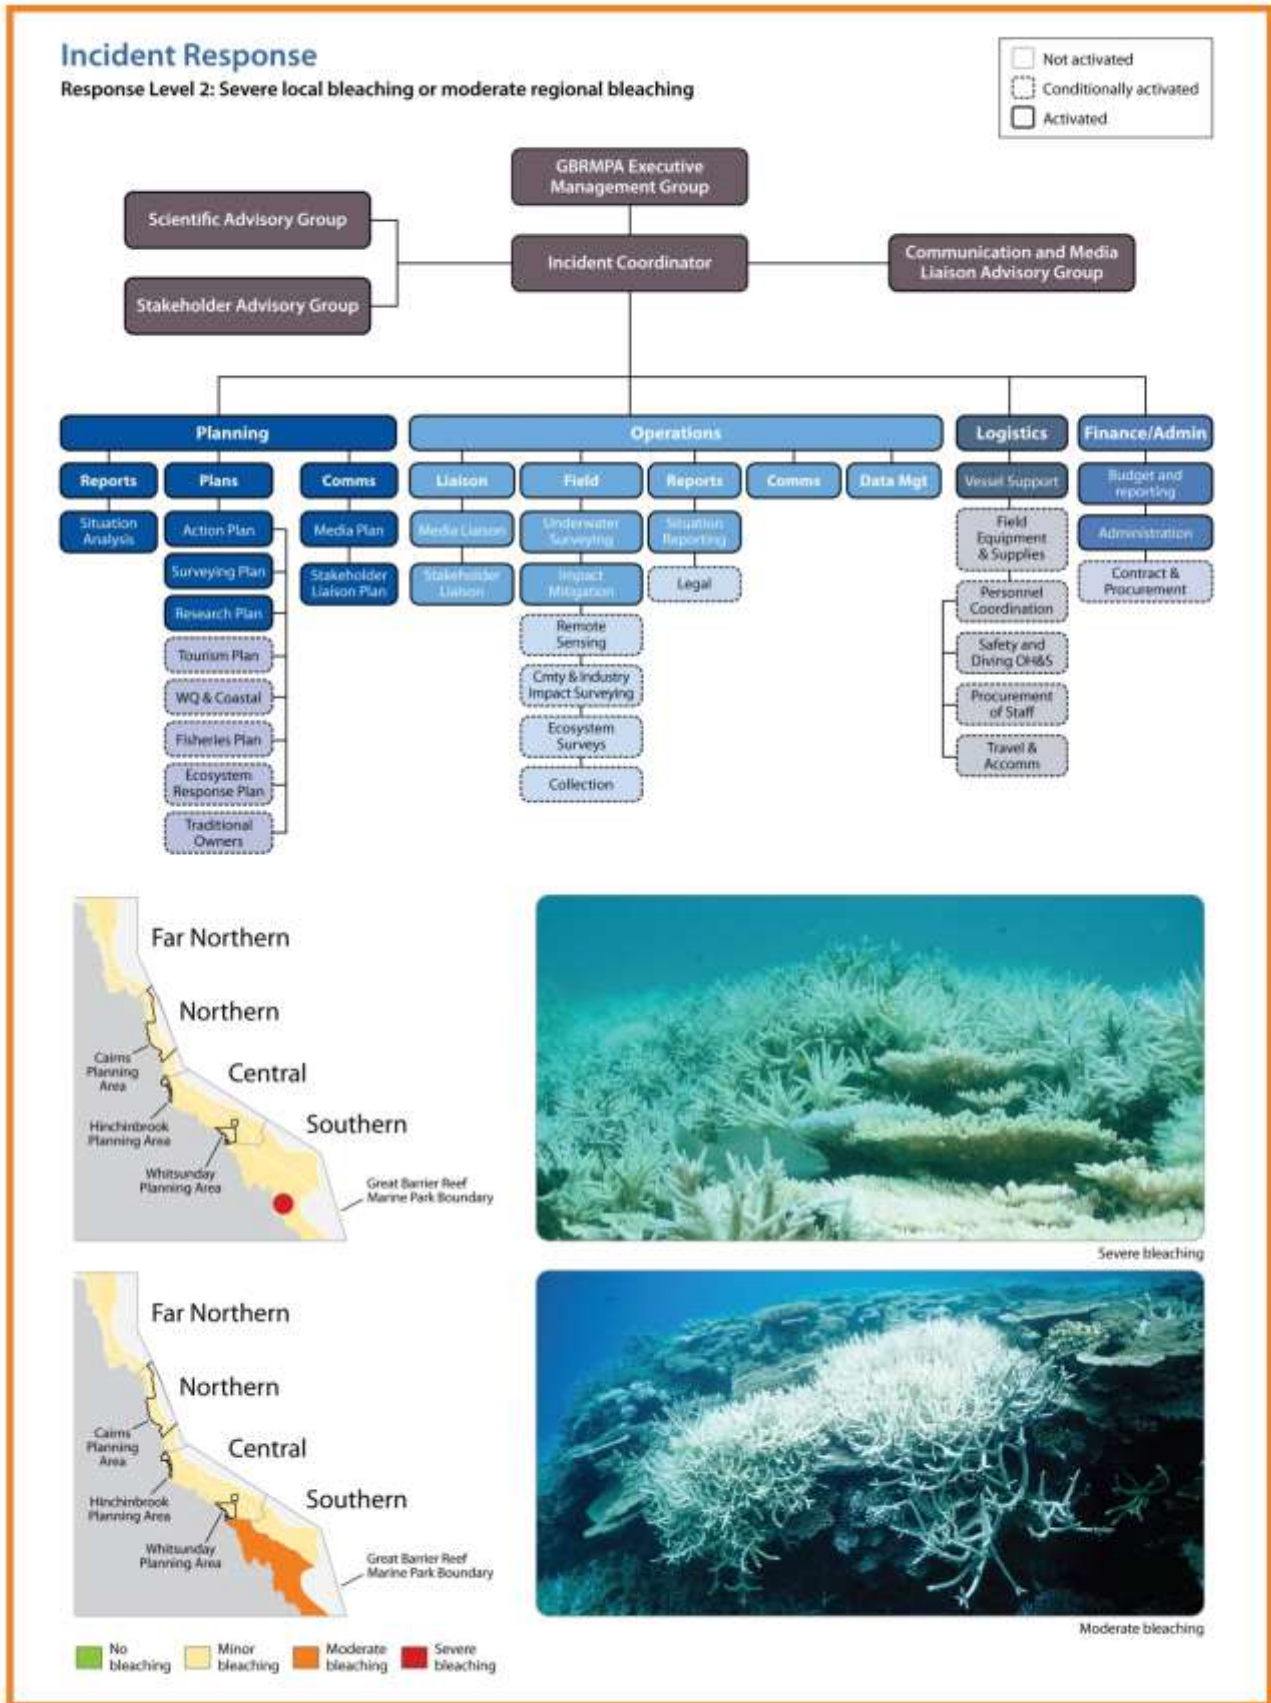 Incident Response
Response Level 2: Severe local bleaching or moderate regional bleaching
Not activated
Conditionally activated
Activated
GBRMPA Executive
Management Group
Scientific Advisory Group
Incident Coordinator
Communication and Media
Liaison Advisory Group
Stakeholder Advisory Group
Planning
Operations
Logistics
Finance/Admin
Reports
Plans
Comms
Liaison
Field
Reports
Comms
Data Mgt
Vessel Support
Budget and
reporting
Situation
Analysis
Action Plan
Surveying Plan
Research Plan
Tourism Plan
WQ & Coastal
Fisheries Plan
Ecosystem
Response Plan
Traditional
Owners
Media Plan
Stakeholder
Liaison Plan
Media Liaison
Stakeholder
Liaison
Underwater
Surveying
Impact
Mitigation
Remote
Sensing
Cmty & Industry
Impact Surveying
Ecosystem
Surveys
Collection
Situation
Reporting
Legal
Field
Equipment
& Supplies
Personnel
Coordination
Safety and
Diving OH&S
Procurement
of Staff
Travel &
Accomm
Administration
Contract &
Procurement
Far Northern
Northern
Cairns
Planning
Area
Central
Hinchinbrook
Planning Area
Southern
Whitsunday
Planning Area
Great Barrier Reef
Marine Park Boundary
Severe bleaching
Far Northern
Northern
Cairns
Planning
Area
Central
Hinchinbrook
Planning Area
Southern
Whitsunday
Planning Area
Great Barrier Reef
Marine Park Boundary
Moderate bleaching
No
bleaching
Minor
bleaching
Moderate
bleaching
Severe
bleaching